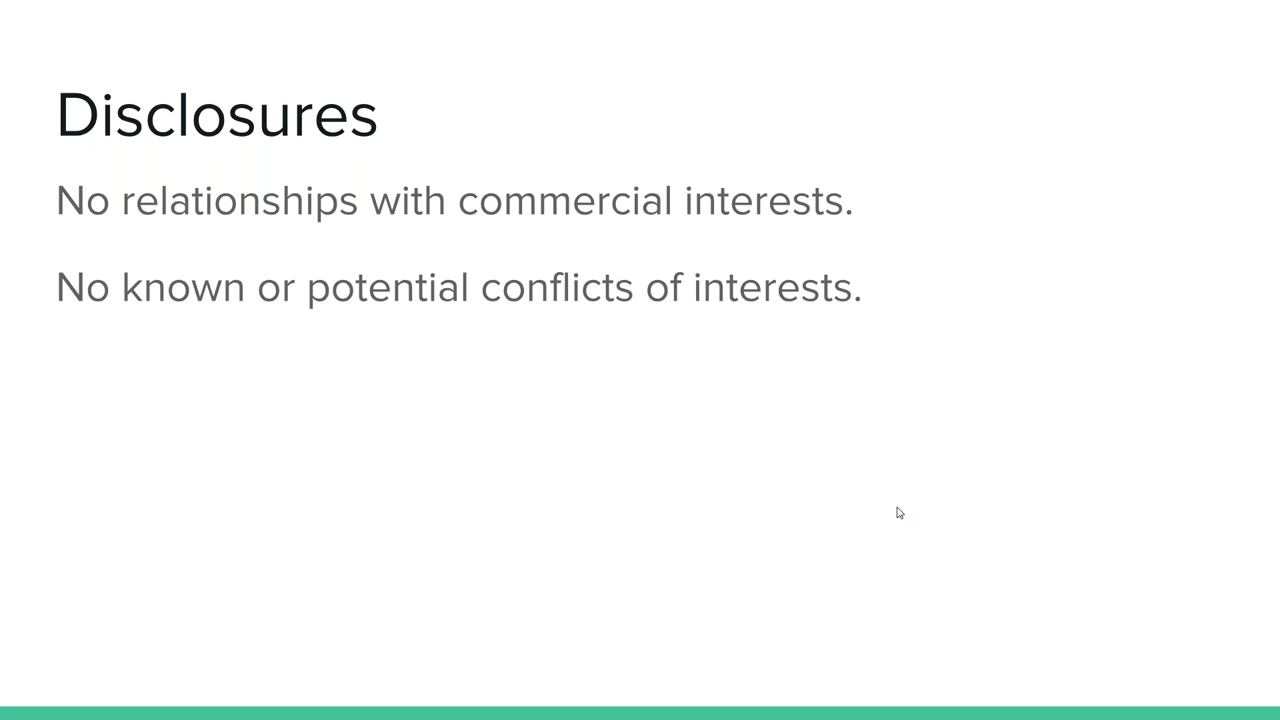 Disclosures
No relationships with commercial interests.
No known or potential conflicts of interests.